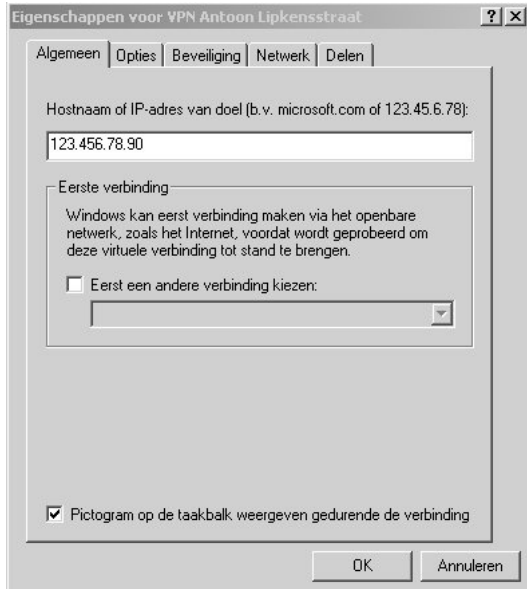 Eigenschappen voor VPN Antoon Lipkensstraat
Algemeen Opties Beveiliging Netwerk Delen
Hostnaam of IP-adres van doel (b.v. microsoft.com of 123.45.6.78):
123.456.78.90
Eerste verbinding
Windows kan eerst verbinding maken via het openbare
netwerk, zoals het Internet, voordat wordt geprobeerd om
deze virtuele verbinding tot stand te brengen.
Eerst een andere verbinding kiezen:
Pictogram op de taakbalk weergeven gedurende de verbinding
OK Annuleren